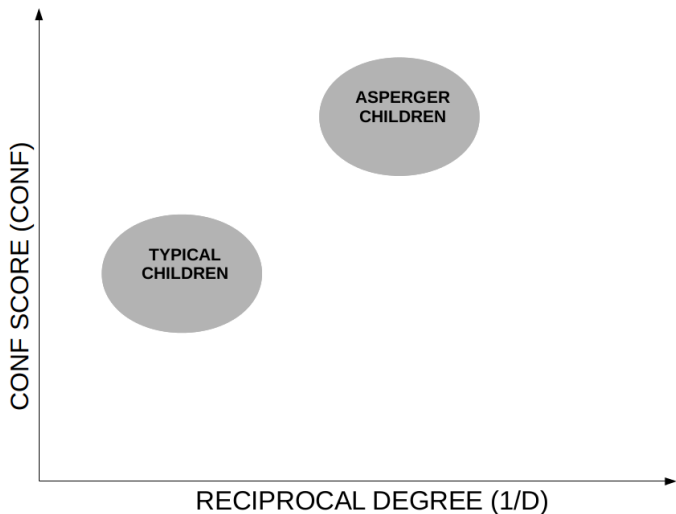 ASPERGER
CHILDREN
TYPICAL
CHILDREN
CONF SCORE (CONF)
RECIPROCAL DEGREE (1/D)